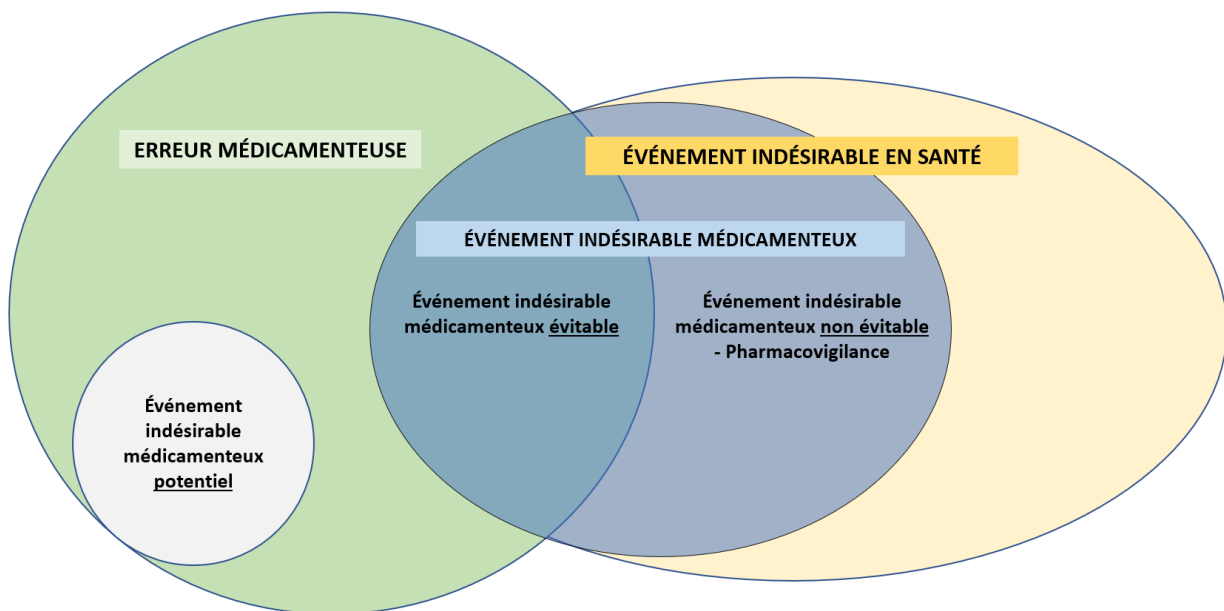 ERREUR MÉDICAMENTEUSE
ÉVÉNEMENT INDÉSIRABLE EN SANTÉ
ÉVÉNEMENT INDÉSIRABLE MÉDICAMENTEUX
Événement indésirable
médicamenteux évitable
Événement indésirable
médicamenteux non évitable
- Pharmacovigilance
Événement
indésirable
médicamenteux
potentiel